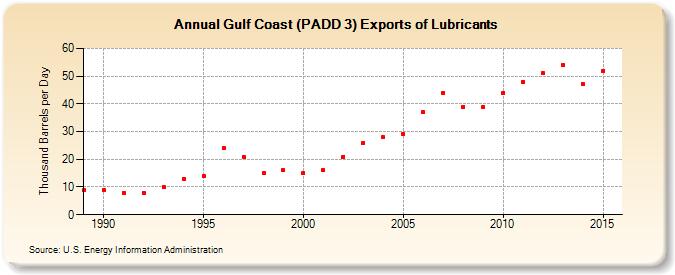 Annual Gulf Coast (PADD 3) Exports of Lubricants
Thousand Barrels per Day
60
50
40
30
20
10
0
1990 1995 2000 2005 2010 2015
Source: U.S. Energy Information Administration